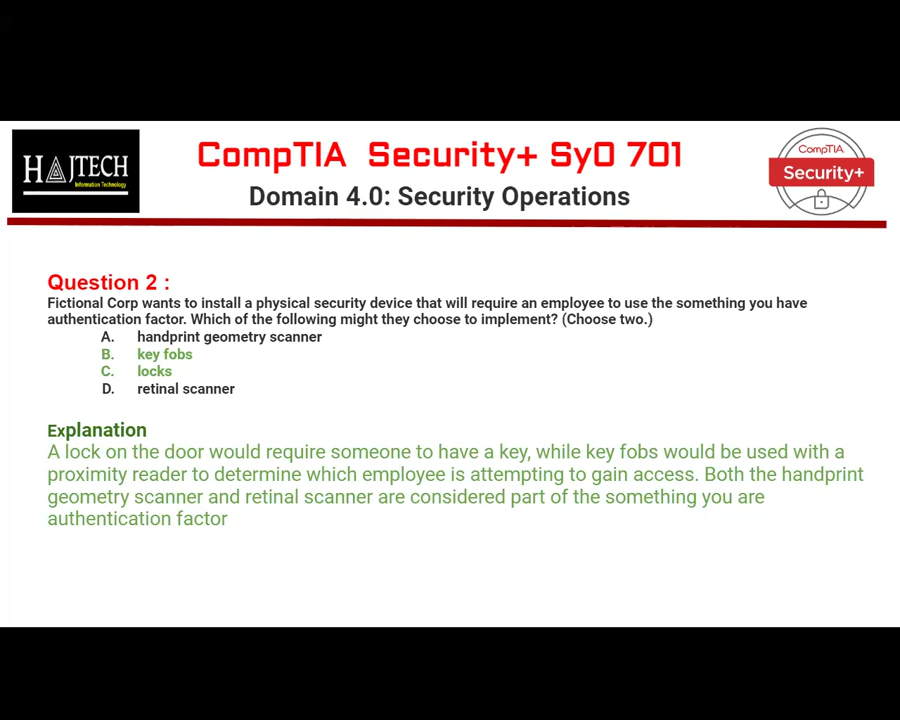 HAJTECH
Information Technology
CompTIA Security+ SyO 701
Domain 4.0: Security Operations
CompTIA
Security+
Question 2 :
Fictional Corp wants to install a physical security device that will require an employee to use the something you have
authentication factor. Which of the following might they choose to implement? (Choose two.)
A. handprint geometry scanner
B. key fobs
C. locks
D. retinal scanner
Explanation
A lock on the door would require someone to have a key, while key fobs would be used with a
proximity reader to determine which employee is attempting to gain access. Both the handprint
geometry scanner and retinal scanner are considered part of the something you are
authentication factor